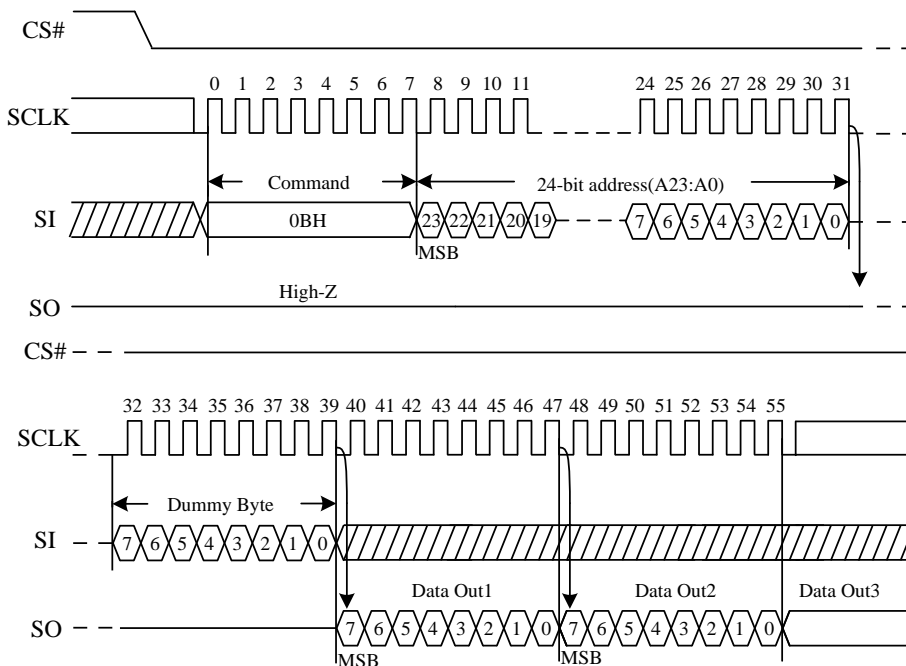 CS#
0 1 2 3 4 5 6 7 8 9 10 11 24 25 26 27 28 29 30 31
SCLK
Command 24-bit address(A23:A0)
SI 0BH 23 22 21 20 19 7 6 5 4 3 2 1 0
MSB
High-Z
SO
CS#
32 33 34 35 36 37 38 39 40 41 42 43 44 45 46 47 48 49 50 51 52 53 54 55
SCLK
Dummy Byte
SI 7 6 5 4 3 2 1 0
Data Out1 Data Out2 Data Out3
SO 7 6 5 4 3 2 1 0 7 6 5 4 3 2 1 0
MSB MSB